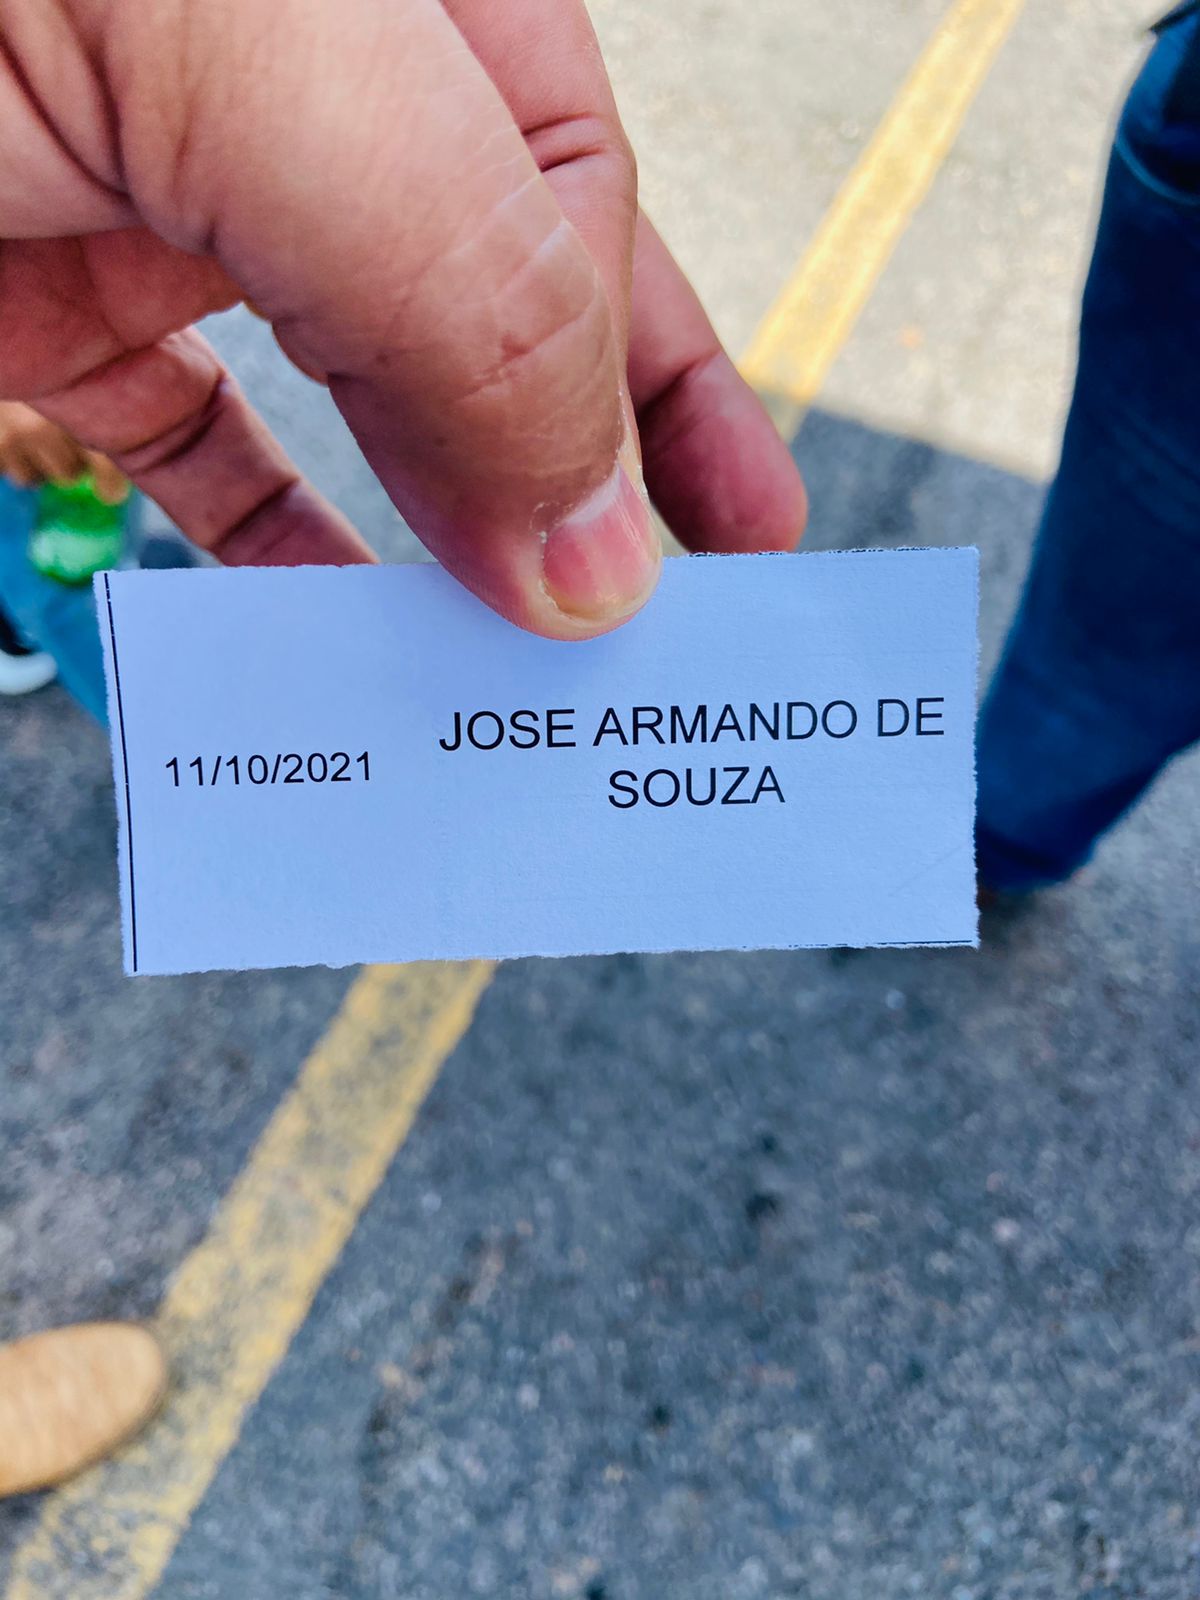 11/10/2021
JOSE ARMANDO DE
SOUZA